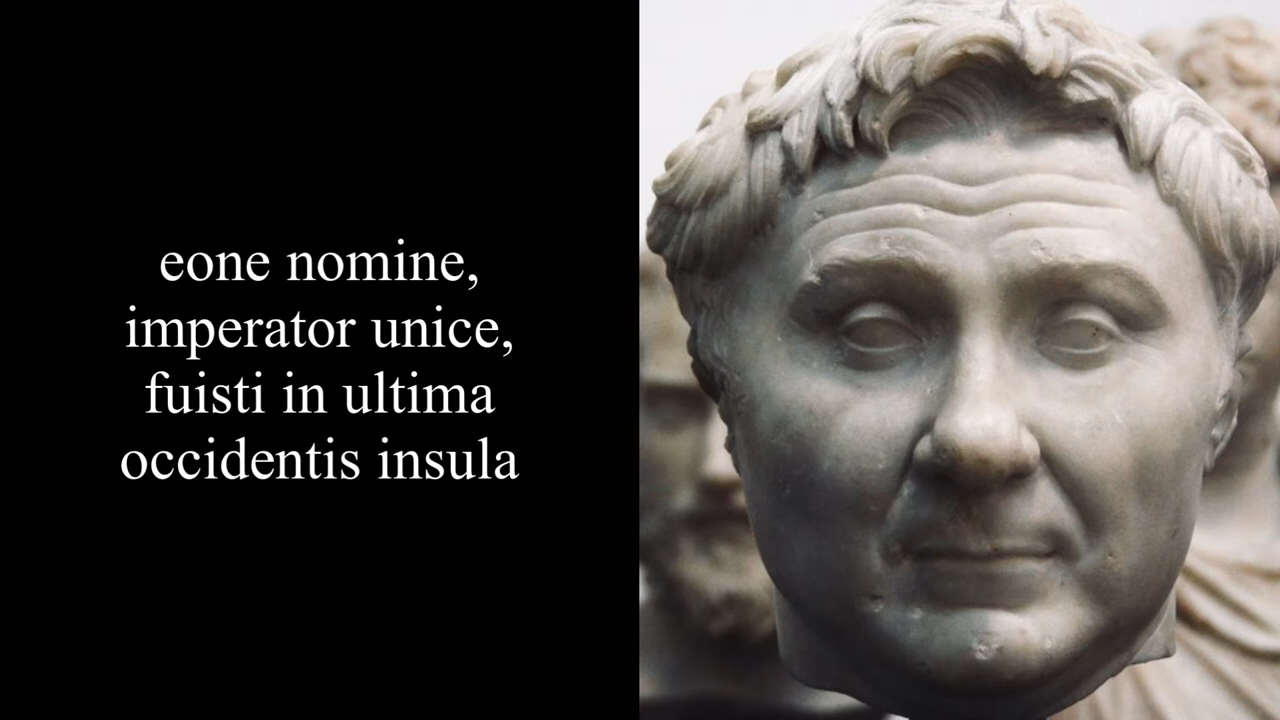 eone nomine,
imperator unice,
fuisti in ultima
occidentis insula